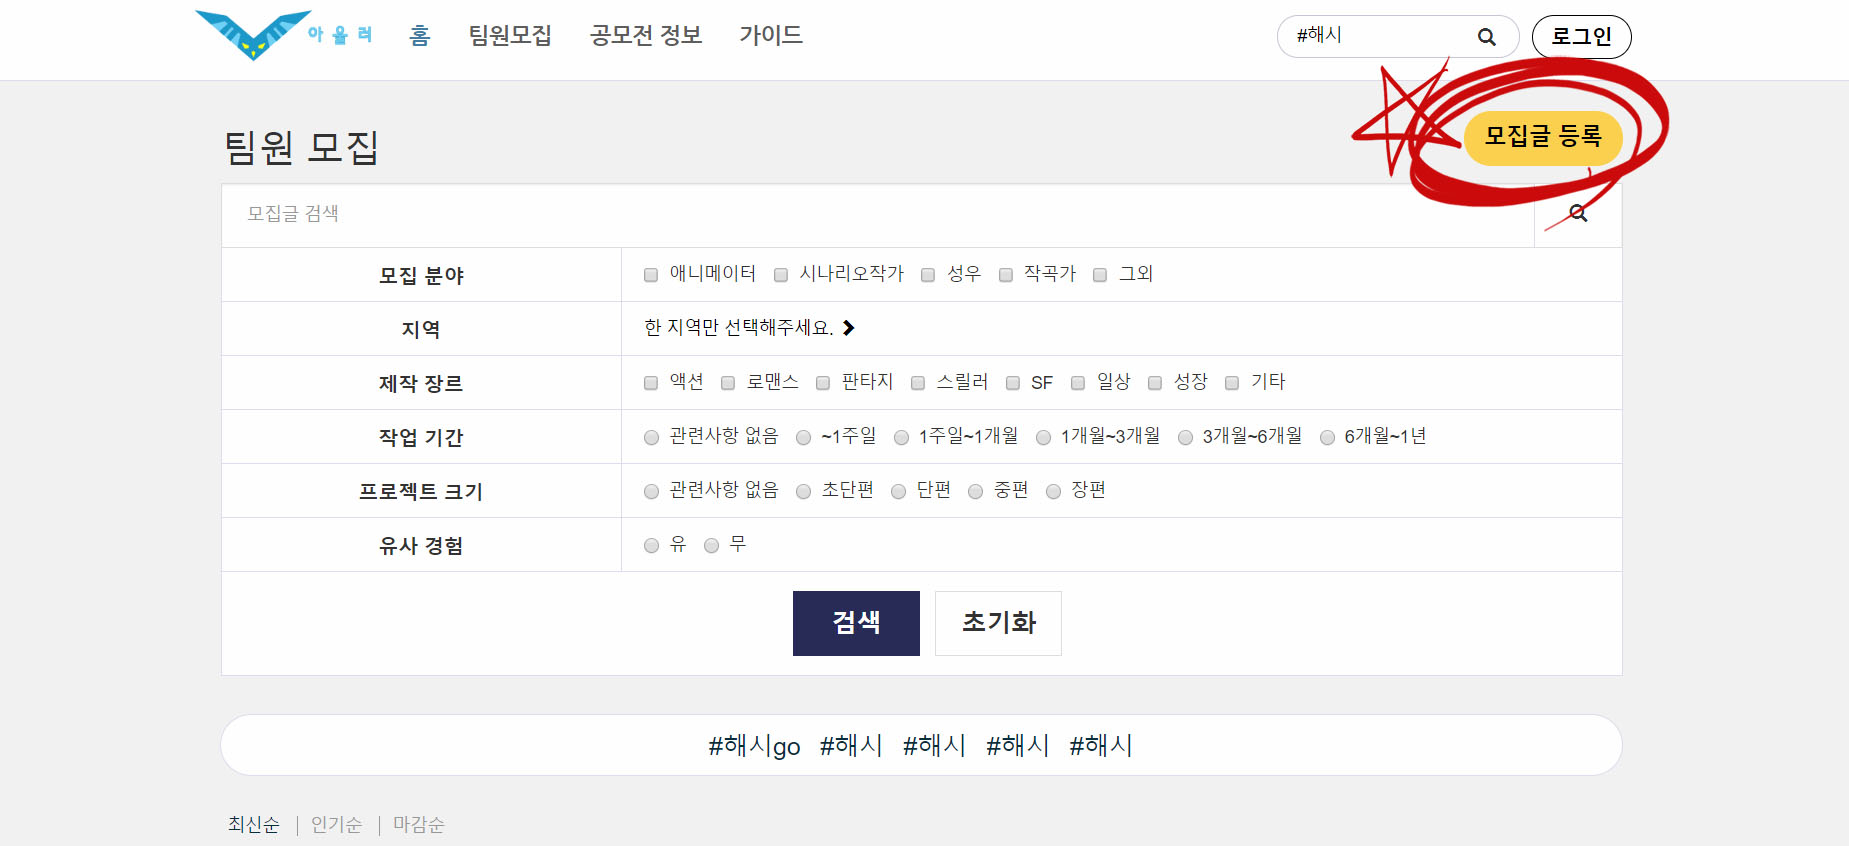 아울러 홈 팀원모집 공모전 정보 가이드 #해시 로그인
팀원 모집 모집글 등록
모집글 검색
모집 분야 애니메이터 시나리오작가 성우 작곡가 그외
지역 한 지역만 선택해주세요.
제작 장르 액션 로맨스 판타지 스릴러 SF 일상 성장 기타
작업 기간 관련사항 없음 ~1주일 1주일~1개월 1개월~3개월 3개월~6개월 6개월~1년
프로젝트 크기 관련사항 없음 초단편 단편 중편 장편
유사 경험 유 무
검색 초기화
#해시go #해시 #해시 #해시 #해시
최신순 인기순 마감순